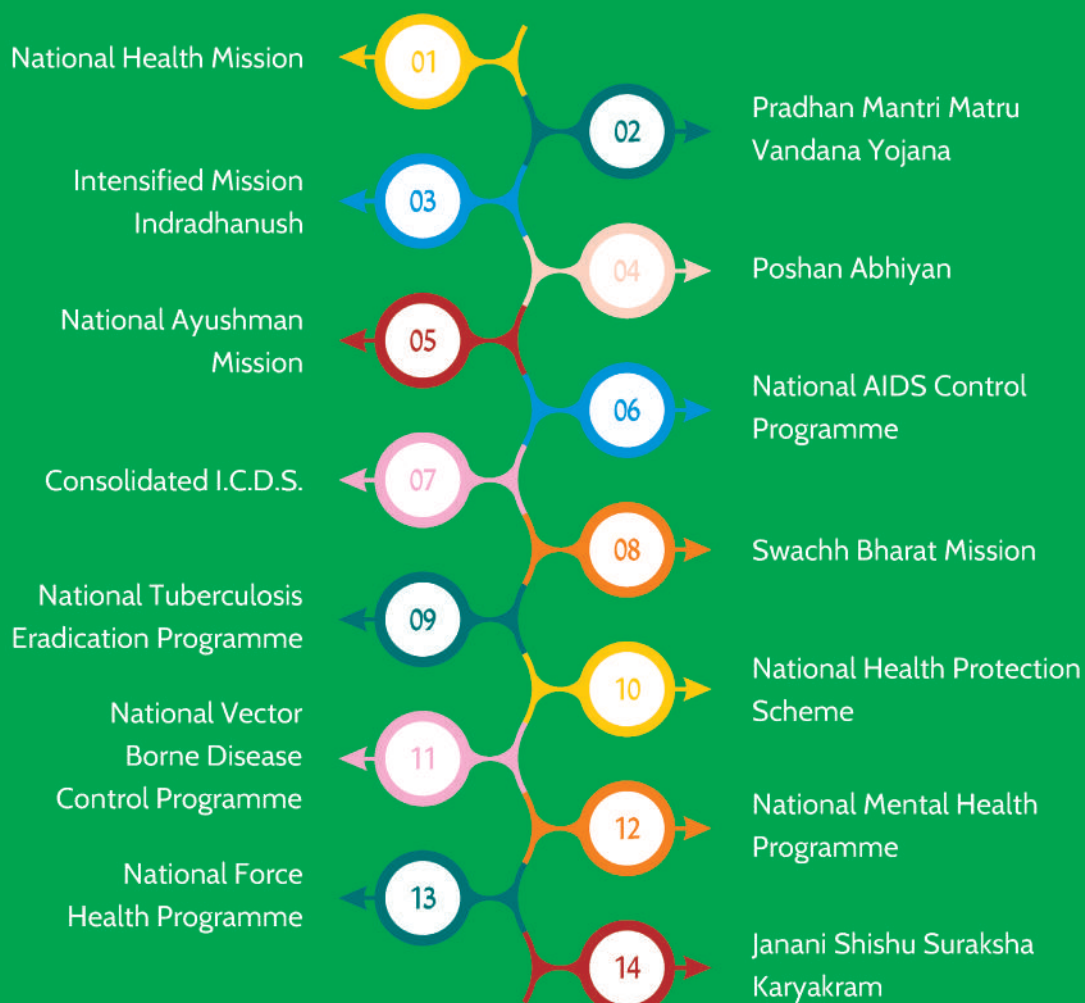 National Health Mission
01
02
Pradhan Mantri Matru
Vandana Yojana
Intensified Mission
Indradhanush
03
04
Poshan Abhiyan
National Ayushman
Mission
05
06
National AIDS Control
Programme
Consolidated I.C.D.S.
07
08
Swachh Bharat Mission
National Tuberculosis
Eradication Programme
09
10
National Health Protection
Scheme
National Vector
Borne Disease
Control Programme
11
12
National Mental Health
Programme
National Force
Health Programme
13
14
Janani Shishu Suraksha
Karyakram